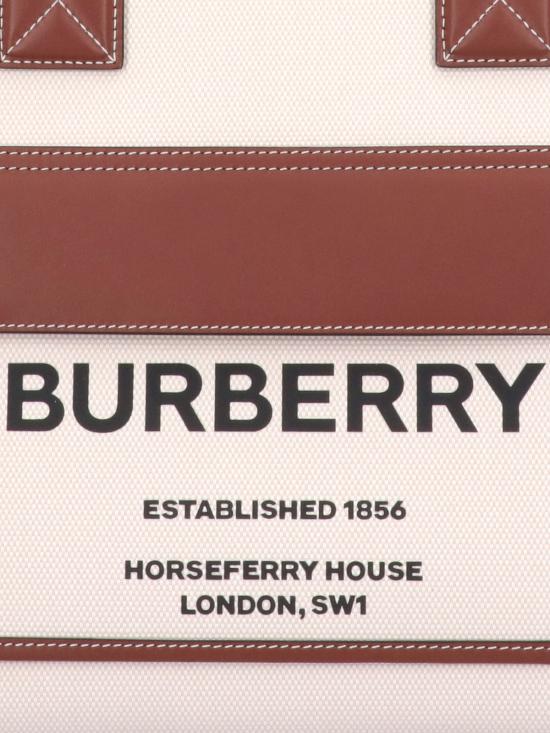 BURBERRY
ESTABLISHED 1856
HORSEFERRY HOUSE
LONDON, SW1